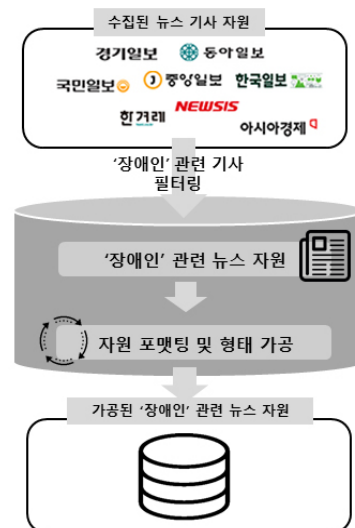 수집된 뉴스 기사 자원
경기일보 동아일보
국민일보 중앙일보 한국일보
한겨레 NEWSIS
아시아경제
'장애인' 관련 기사
필터링
'장애인' 관련 뉴스 자원
자원 포맷팅 및 형태 가공
가공된 '장애인' 관련 뉴스 자원